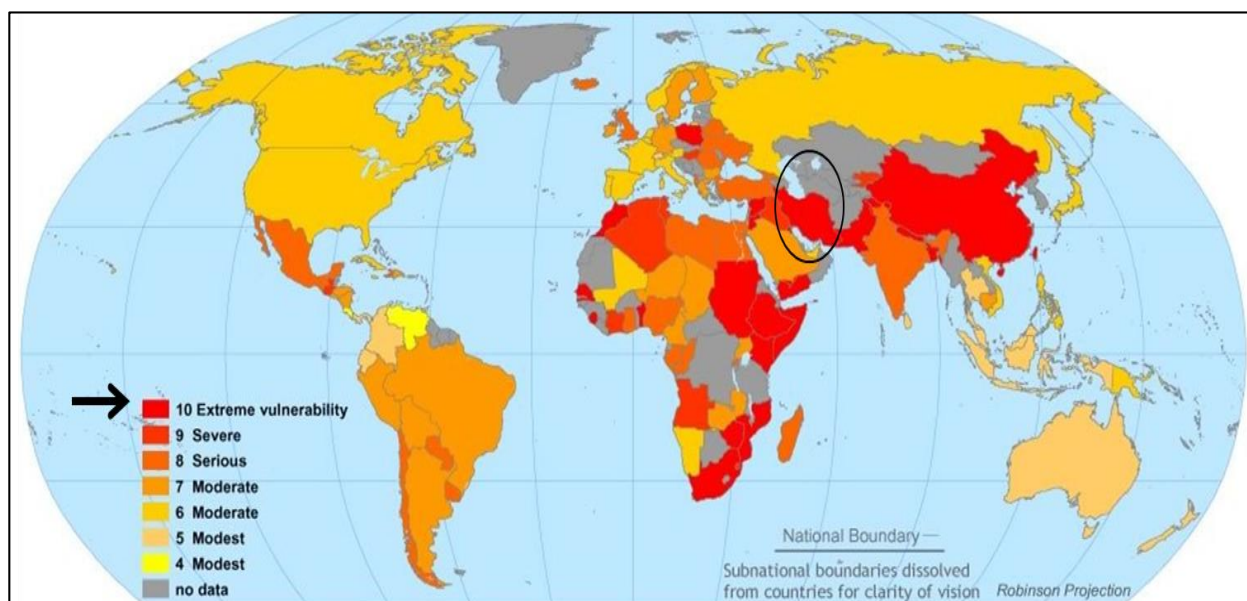 10 Extreme vulnerability
9 Severe
8 Serious
7 Moderate
6 Moderate
5 Modest
4 Modest
no data
National Boundary
Subnational boundaries dissolved
from countries for clarity of vision
Robinson Projection